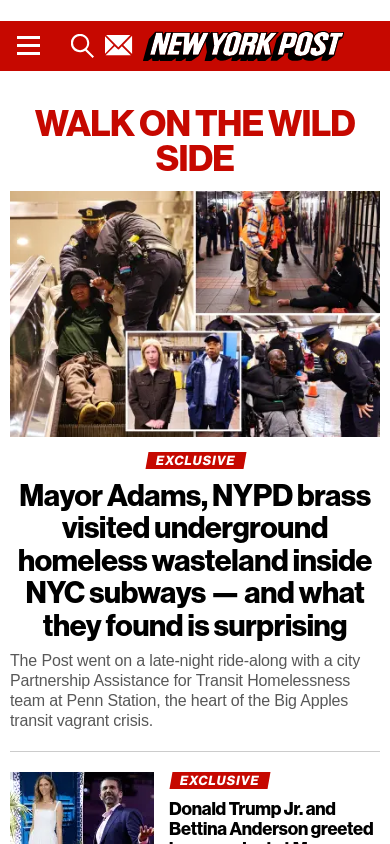 NEW YORK POST
WALK ON THE WILD
SIDE
EXCLUSIVE
Mayor Adams, NYPD brass
visited underground
homeless wasteland inside
NYC subways — and what
they found is surprising
The Post went on a late-night ride-along with a city
Partnership Assistance for Transit Homelessness
team at Penn Station, the heart of the Big Apples
transit vagrant crisis.
EXCLUSIVE
Donald Trump Jr. and
Bettina Anderson greeted